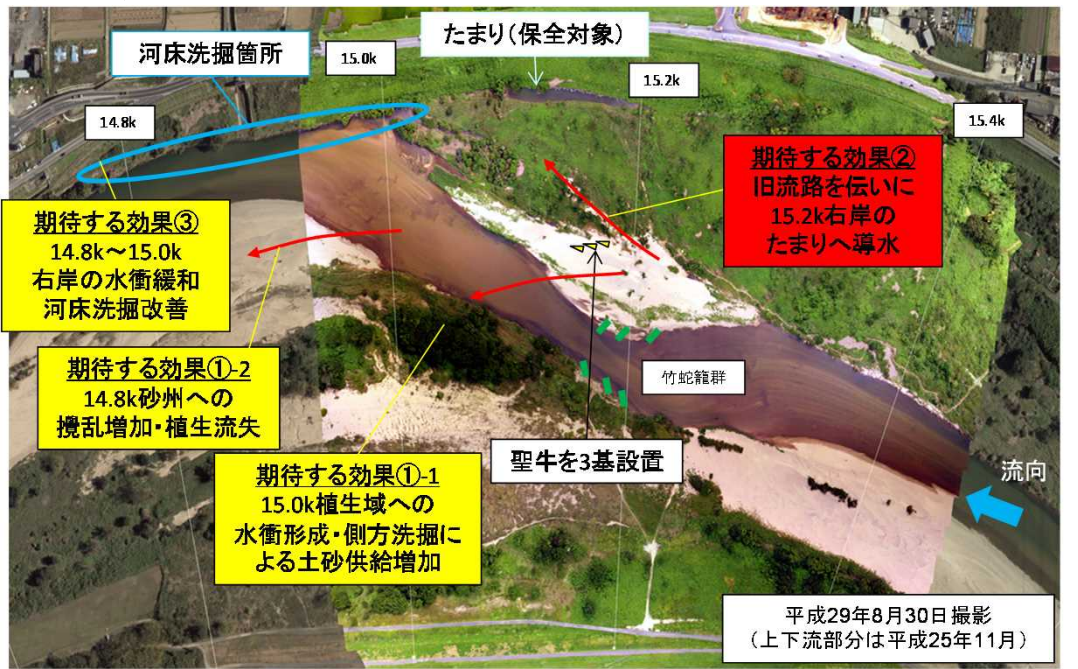 河床洗掘箇所
15.0k
たまり（保全対象）
15.2k
14.8k
15.4k
期待する効果②
旧流路を伝いに
15.2k右岸の
たまりへ導水
期待する効果③
14.8k～15.0k
右岸の水衝緩和
河床洗掘改善
期待する効果①-2
14.8k砂州への
攪乱増加・植生流失
竹蛇籠群
聖牛を3基設置
期待する効果①-1
15.0k植生域への
水衝形成・側方洗掘に
よる土砂供給増加
流向
平成29年8月30日撮影
（上下流部分は平成25年11月）